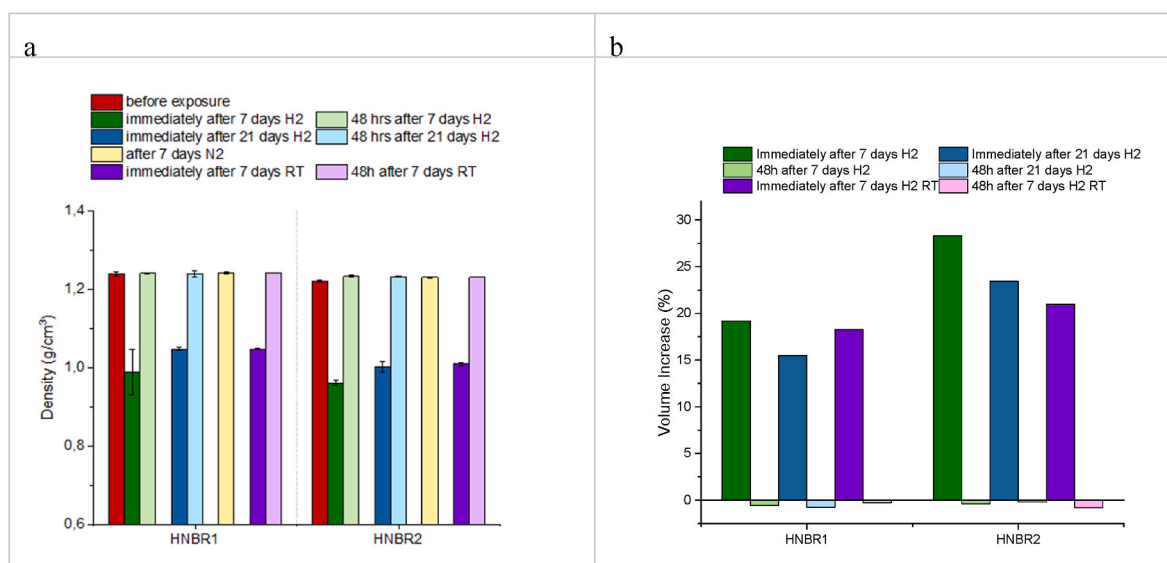 a
b
before exposure
immediately after 7 days H2 48 hrs after 7 days H2
immediately after 21 days H2 48 hrs after 21 days H2
after 7 days N2
immediately after 7 days RT 48h after 7 days RT
1,4
1,2
1,0
0,8
0,6
Density (g/cm³)
HNBR1 HNBR2
Immediately after 7 days H2 Immediately after 21 days H2
48h after 7 days H2 48h after 21 days H2
Immediately after 7 days H2 RT 48h after 7 days H2 RT
30
25
20
15
10
5
0
Volume Increase (%)
HNBR1 HNBR2